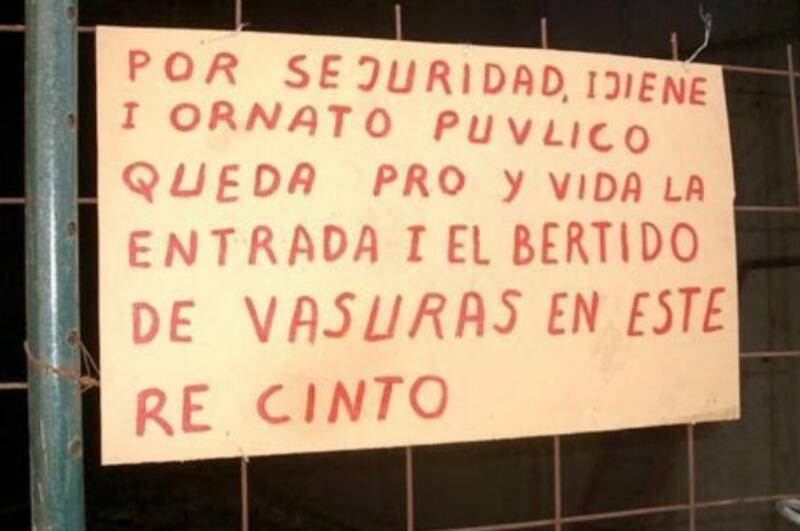 POR SEJURIDAD, IJIENE
I ORNATO PUVLICO
QUEDA PRO Y VIDA LA
ENTRADA I EL BERTIDO
DE VASURAS EN ESTE
RE CINTO